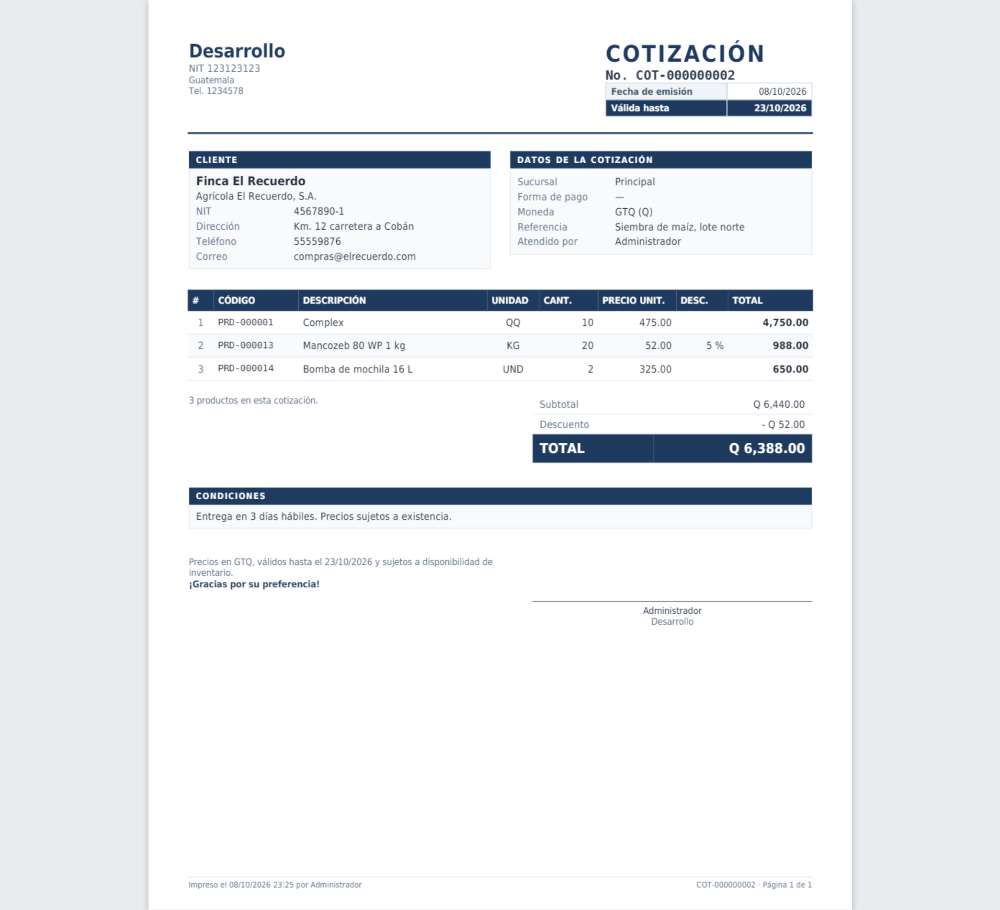 Desarrollo
NIT 123123123
Guatemala
Tel. 1234578
COTIZACIÓN
No. COT-000000002
Fecha de emisión 08/10/2026
Válida hasta 23/10/2026
CLIENTE
Finca El Recuerdo
Agrícola El Recuerdo, S.A.
NIT 4567890-1
Dirección Km. 12 carretera a Cobán
Teléfono 55559876
Correo compras@elrecuerdo.com
DATOS DE LA COTIZACIÓN
Sucursal Principal
Forma de pago —
Moneda GTQ (Q)
Referencia Siembra de maíz, lote norte
Atendido por Administrador
# CÓDIGO DESCRIPCIÓN UNIDAD CANT. PRECIO UNIT. DESC. TOTAL
1 PRD-000001 Complex QQ 10 475.00 4,750.00
2 PRD-000013 Mancozeb 80 WP 1 kg KG 20 52.00 5 % 988.00
3 PRD-000014 Bomba de mochila 16 L UND 2 325.00 650.00
3 productos en esta cotización.
Subtotal Q 6,440.00
Descuento - Q 52.00
TOTAL Q 6,388.00
CONDICIONES
Entrega en 3 días hábiles. Precios sujetos a existencia.
Precios en GTQ, válidos hasta el 23/10/2026 y sujetos a disponibilidad de
inventario.
¡Gracias por su preferencia!
Administrador
Desarrollo
Impreso el 08/10/2026 23:25 por Administrador
COT-000000002 · Página 1 de 1